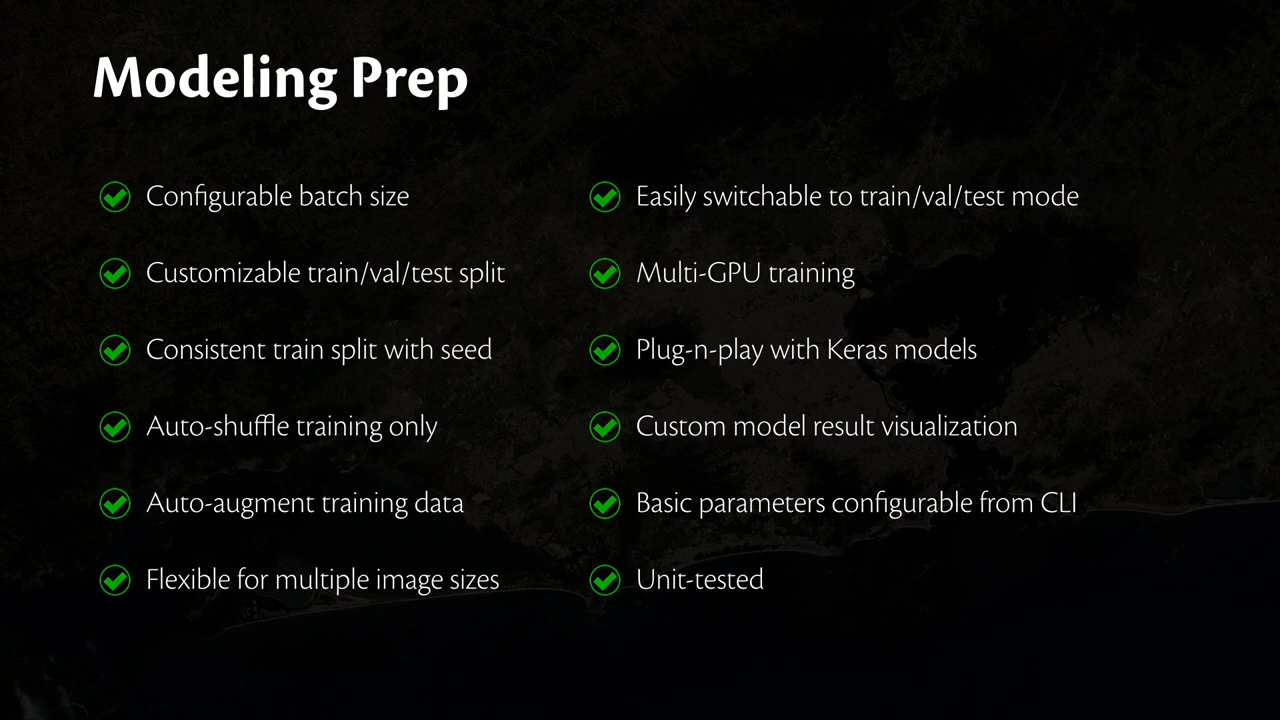 Modeling Prep
Configurable batch size
Customizable train/val/test split
Consistent train split with seed
Auto-shuffle training only
Auto-augment training data
Flexible for multiple image sizes
Easily switchable to train/val/test mode
Multi-GPU training
Plug-n-play with Keras models
Custom model result visualization
Basic parameters configurable from CLI
Unit-tested